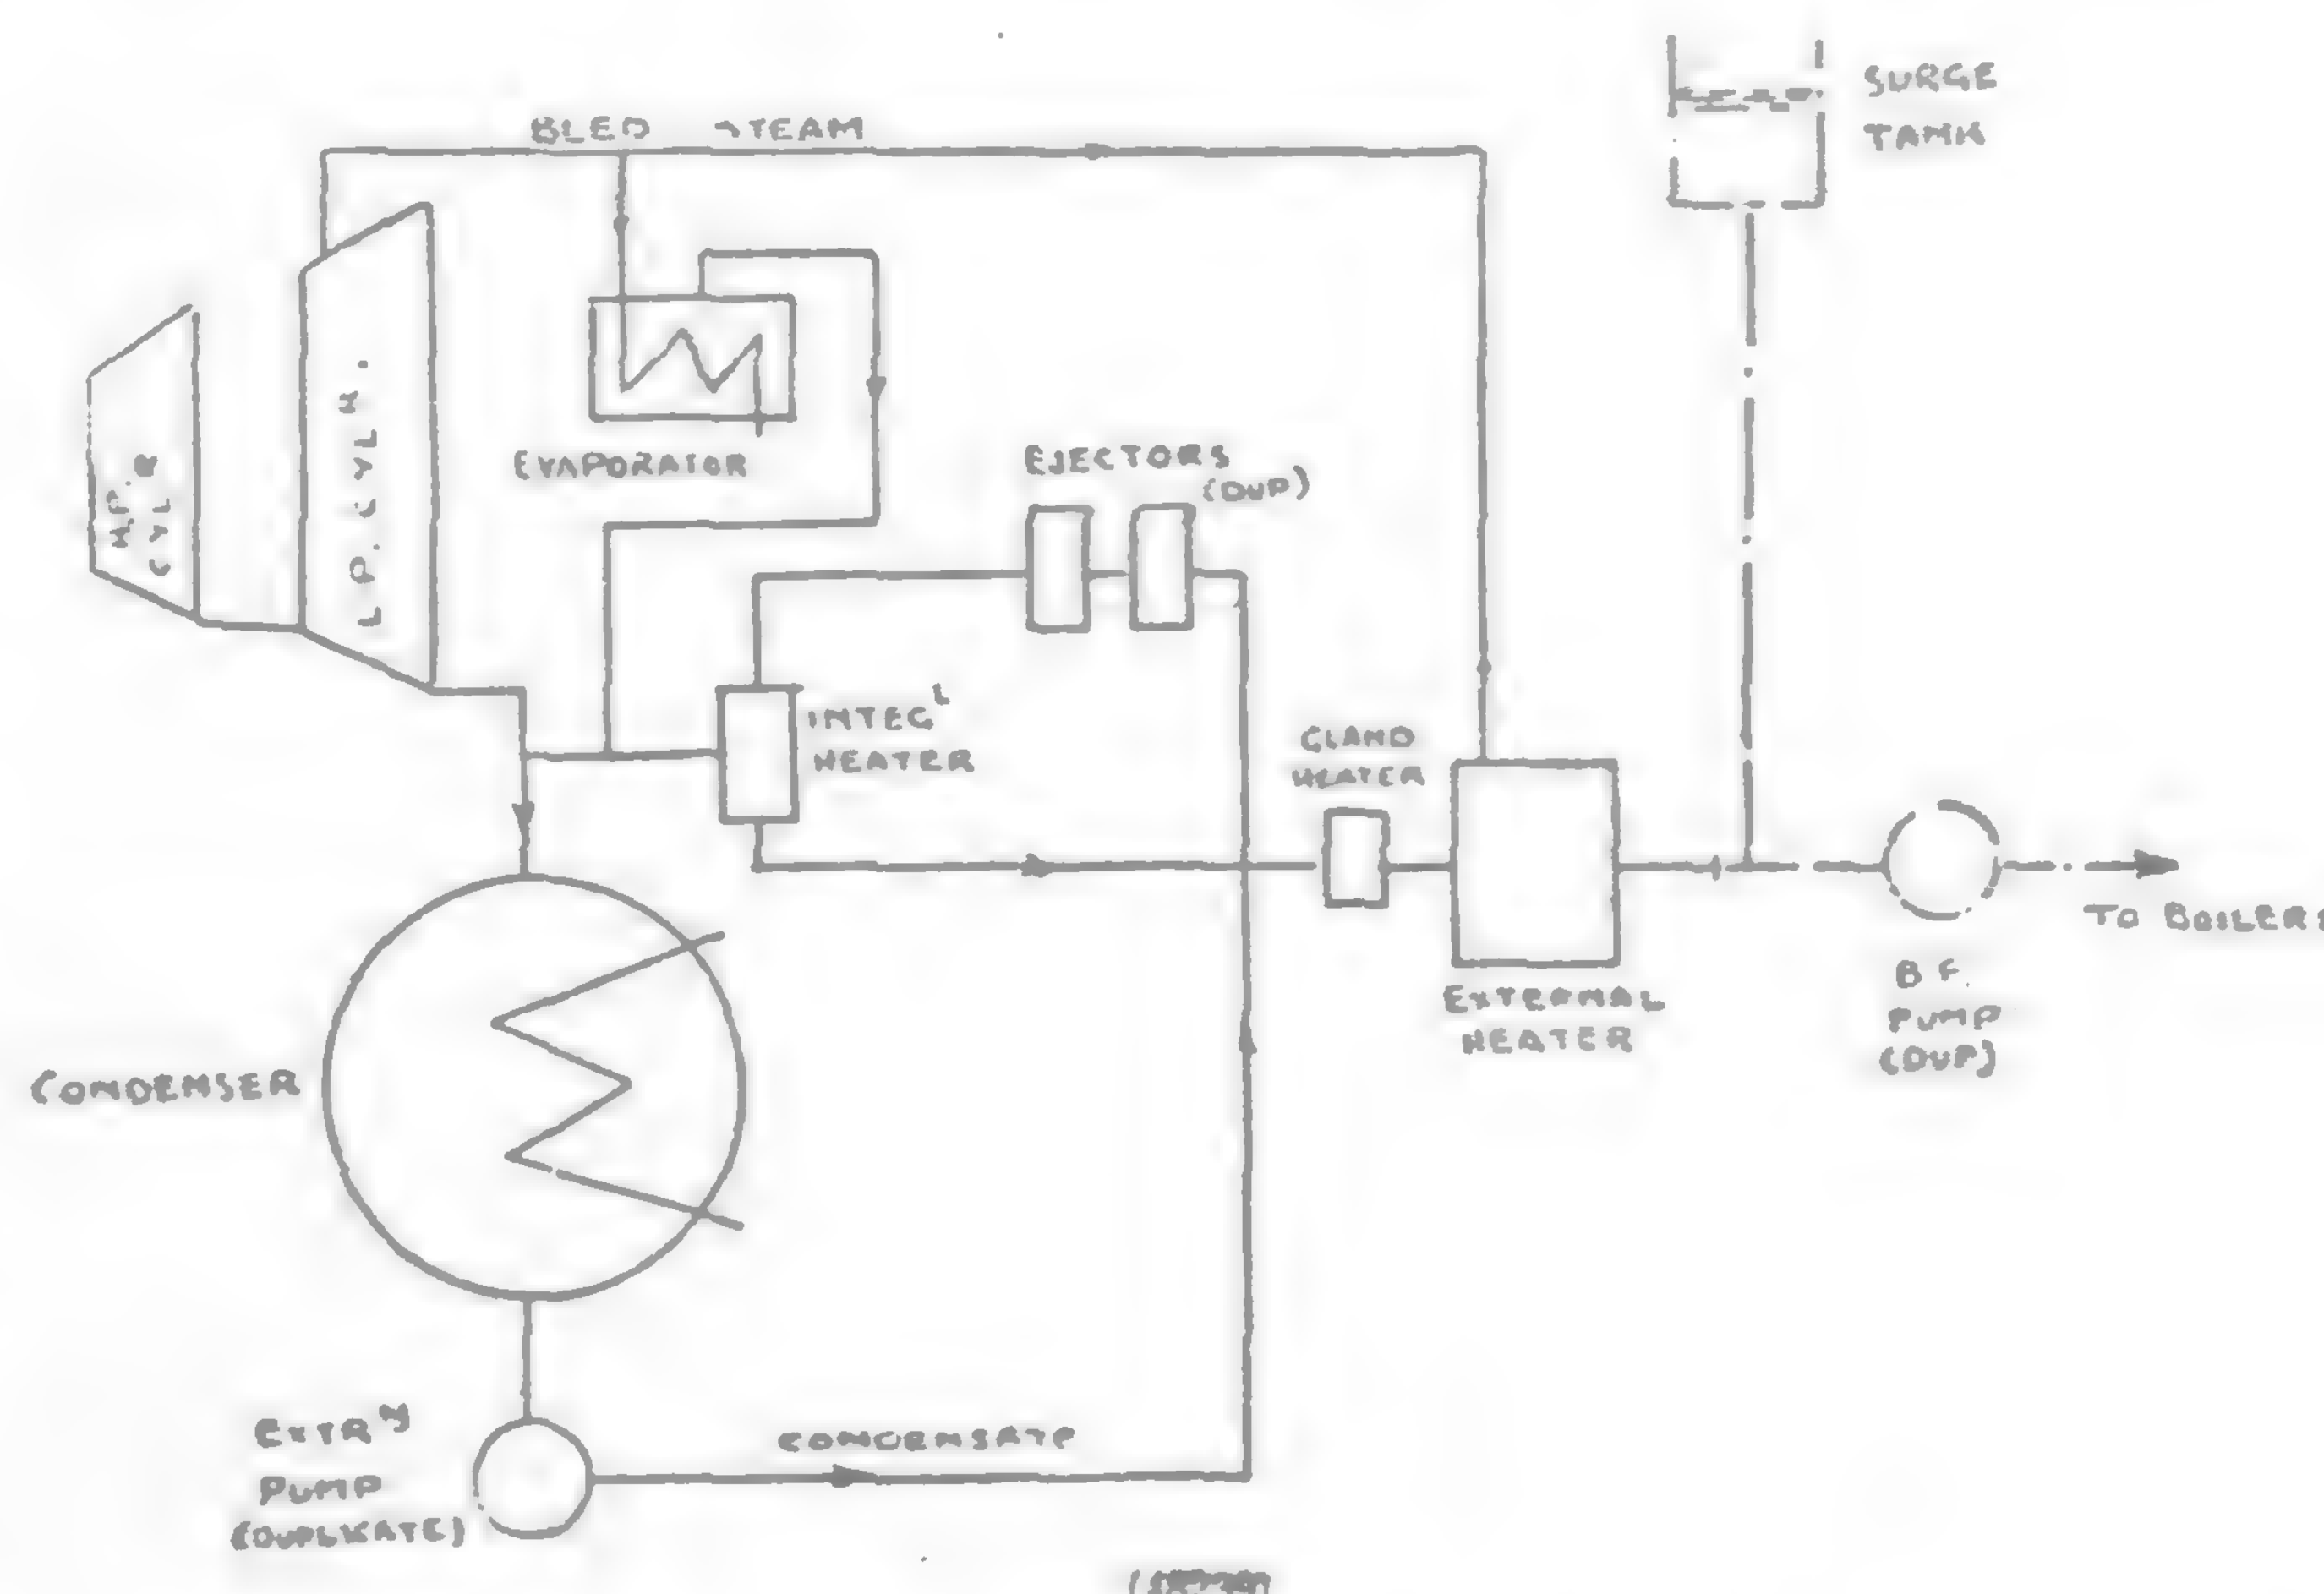 SURGE
TANK
BLED STEAM
H.P.
CYL
L.P. CYLᴺ.
EVAPORATOR
EJECTORS
(DUP)
INTEGᴸ
HEATER
GLAND
HEATER
TO BOILERS
B F.
PUMP
(DUP)
EXTERNAL
HEATER
CONDENSER
EXTRʸ
PUMP
(DUPLICATE)
CONDENSATE